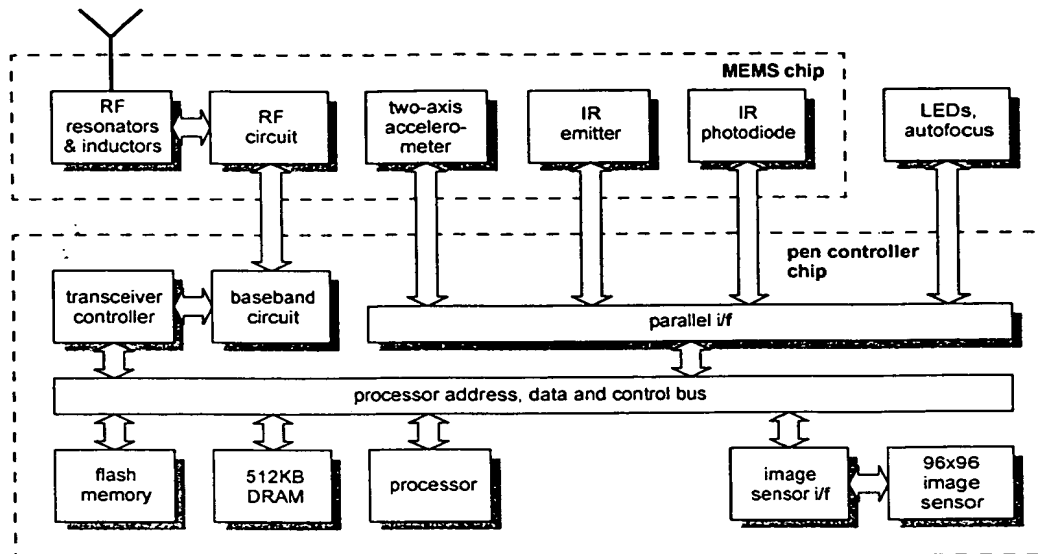 MEMS chip
RF
resonators
& inductors
RF
circuit
two-axis
accelero-
meter
IR
emitter
IR
photodiode
LEDs,
autofocus
pen controller
chip
transceiver
controller
baseband
circuit
parallel i/f
processor address, data and control bus
flash
memory
512KB
DRAM
processor
image
sensor i/f
96x96
image
sensor